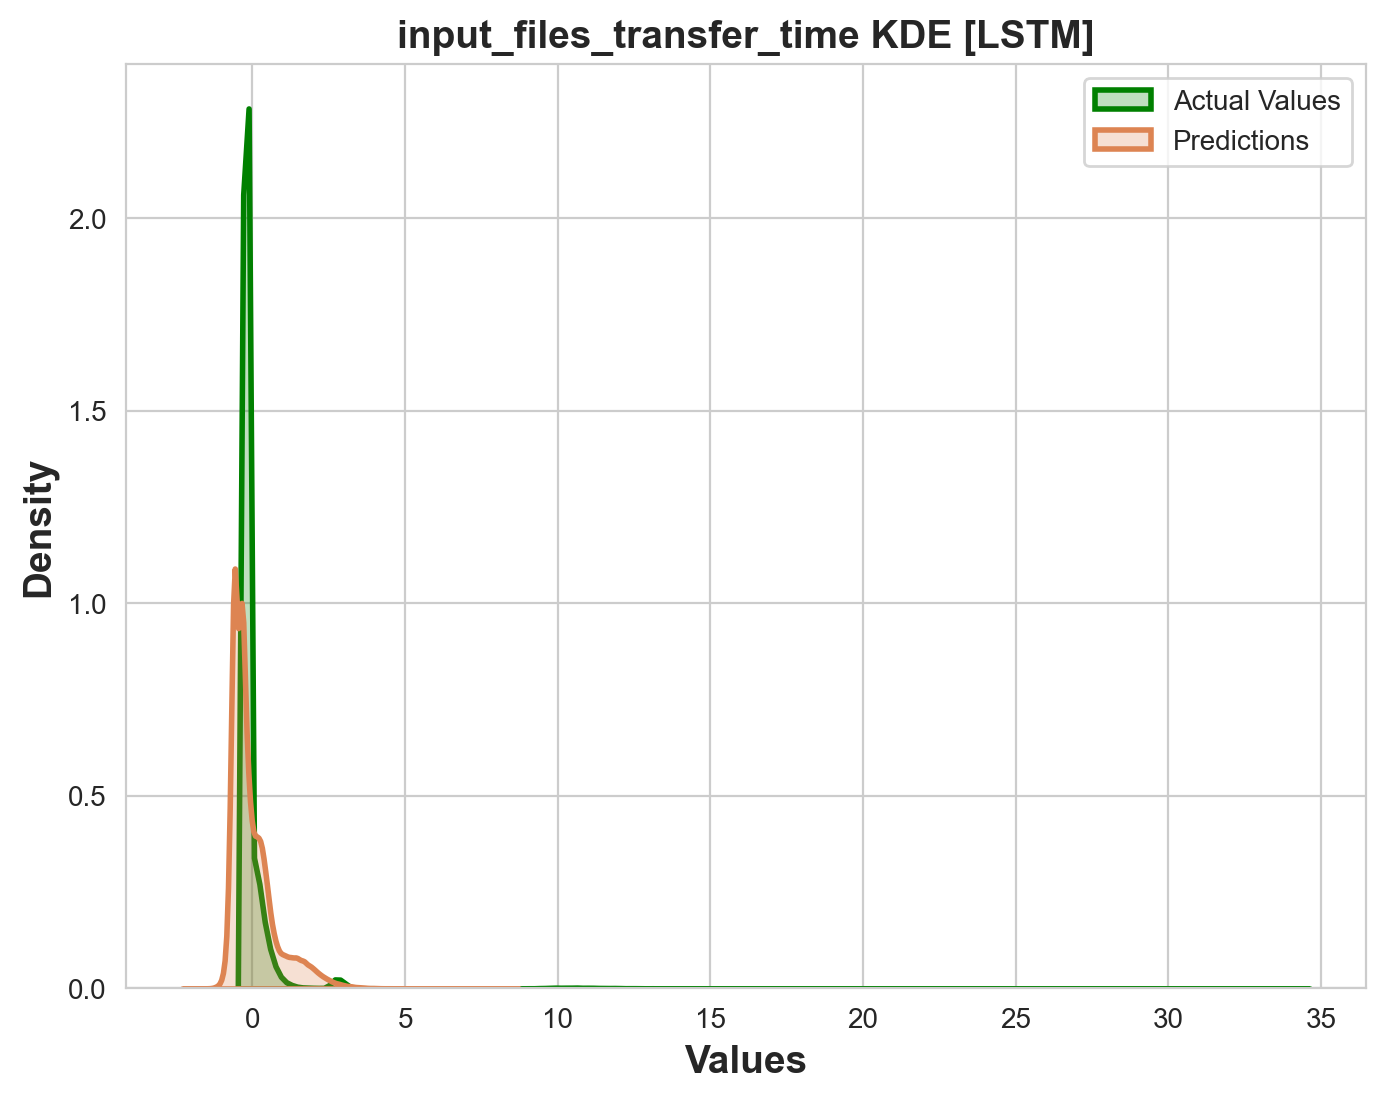 input_files_transfer_time KDE [LSTM]
Actual Values
Predictions
Density
2.0
1.5
1.0
0.5
0.0
0 5 10 15 20 25 30 35
Values